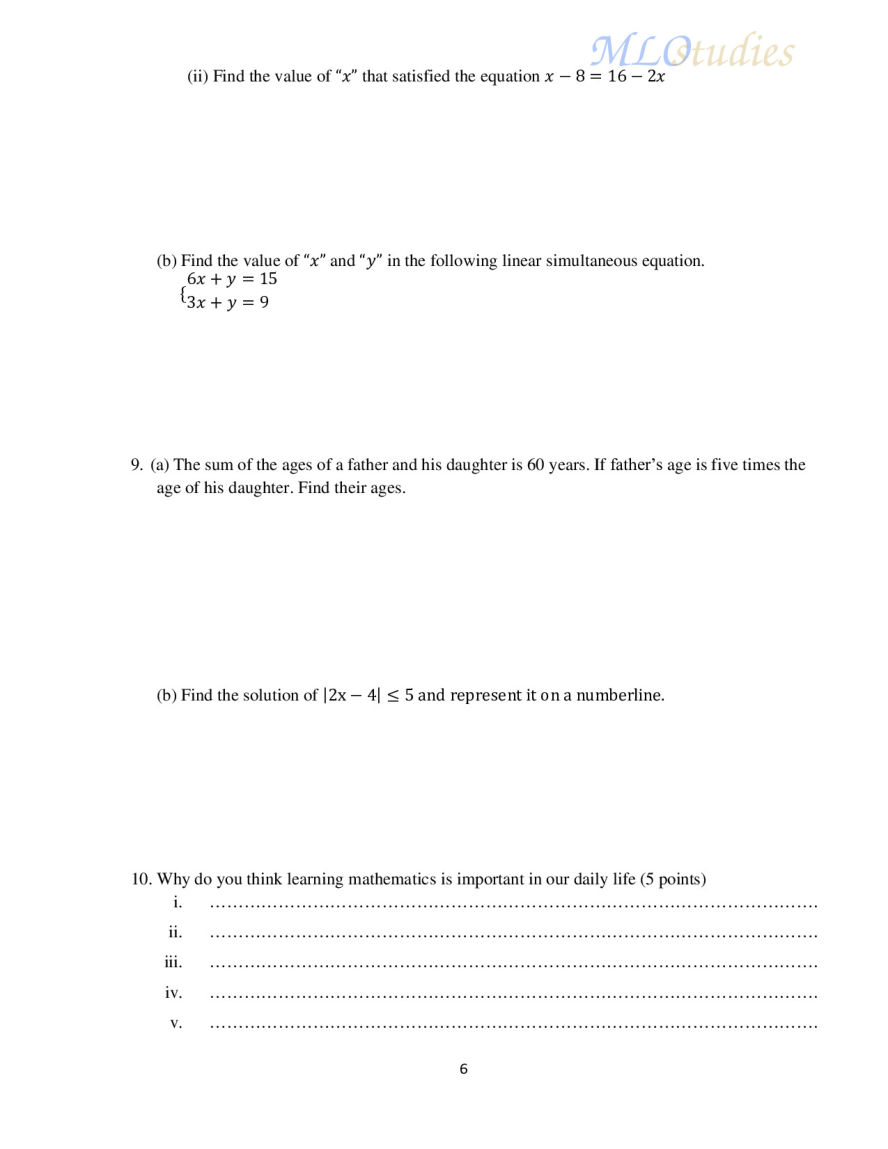 MLOstudies
(ii) Find the value of “x” that satisfied the equation x − 8 = 16 − 2x
(b) Find the value of “x” and “y” in the following linear simultaneous equation.
{6x + y = 15
3x + y = 9
9. (a) The sum of the ages of a father and his daughter is 60 years. If father’s age is five times the
age of his daughter. Find their ages.
(b) Find the solution of |2x − 4| ≤ 5 and represent it on a numberline.
10. Why do you think learning mathematics is important in our daily life (5 points)
i. ……………………………………………………………………………………………
ii. ……………………………………………………………………………………………
iii. ……………………………………………………………………………………………
iv. ……………………………………………………………………………………………
v. ……………………………………………………………………………………………
6